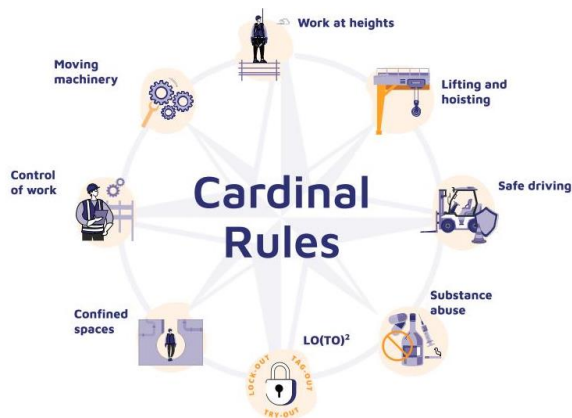 Work at heights
Moving
machinery
Lifting and
hoisting
Control
of work
Cardinal
Rules
Safe driving
Confined
spaces
Substance
abuse
LO(TO)²
LOCK-OUT
TAG-OUT
TRY-OUT